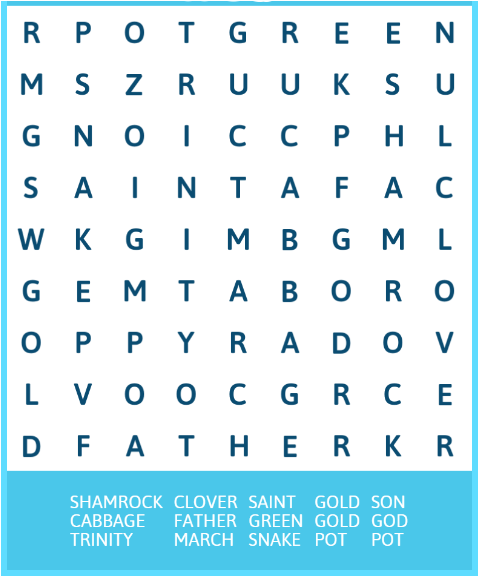 R P O T G R E E N
M S Z R U U K S U
G N O I C C P H L
S A I N T A F A C
W K G I M B G M L
G E M T A B O R O
O P P Y R A D O V
L V O O C G R C E
D F A T H E R K R
SHAMROCK CLOVER SAINT GOLD SON
CABBAGE FATHER GREEN GOLD GOD
TRINITY MARCH SNAKE POT POT